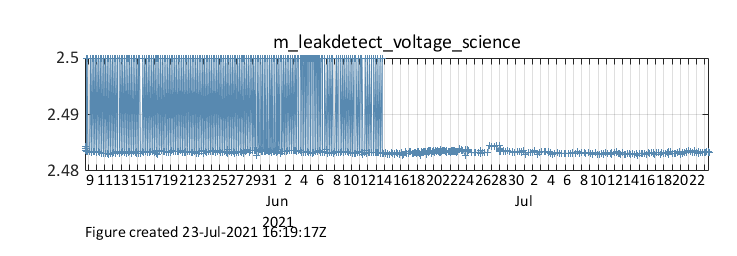 m_leakdetect_voltage_science
2.5
2.49
2.48
9 11 13 15 17 19 21 23 25 27 29 31 2 4 6 8 10 12 14 16 18 20 22 24 26 28 30 2 4 6 8 10 12 14 16 18 20 22
Jun Jul
2021
Figure created 23-Jul-2021 16:19:17Z